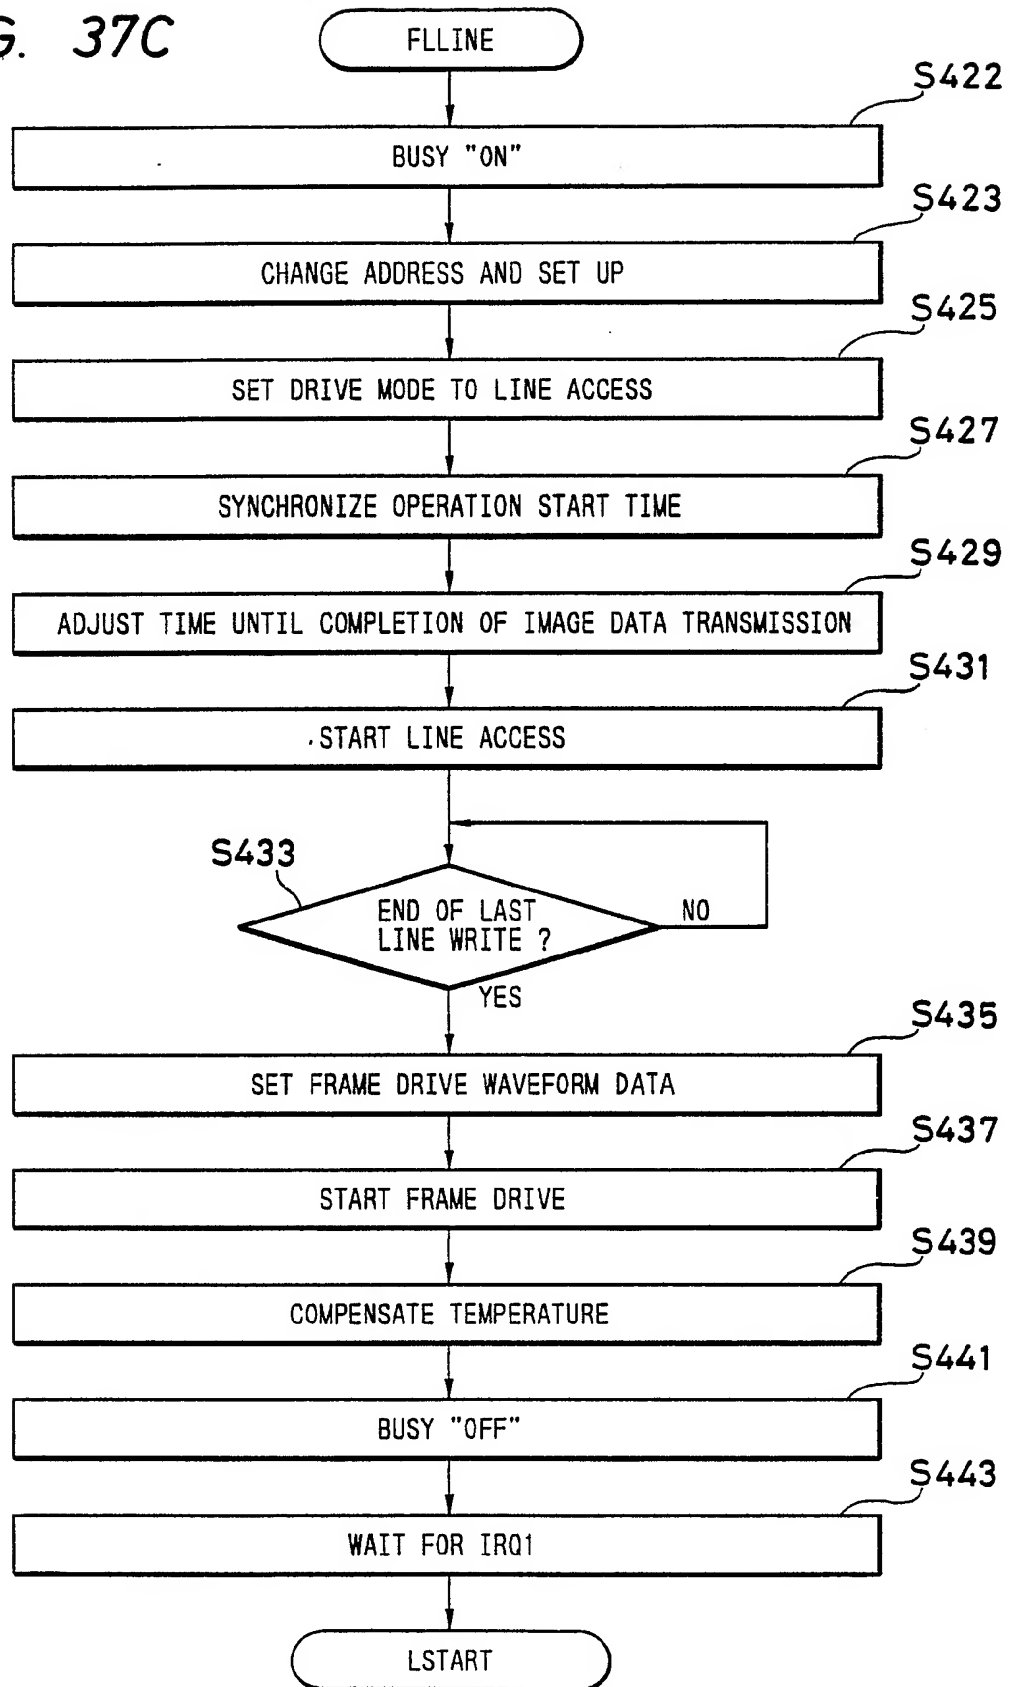 G. 37C
FLLINE
S422
BUSY "ON"
S423
CHANGE ADDRESS AND SET UP
S425
SET DRIVE MODE TO LINE ACCESS
S427
SYNCHRONIZE OPERATION START TIME
S429
ADJUST TIME UNTIL COMPLETION OF IMAGE DATA TRANSMISSION
S431
START LINE ACCESS
S433
END OF LAST
LINE WRITE ?
NO
YES
S435
SET FRAME DRIVE WAVEFORM DATA
S437
START FRAME DRIVE
S439
COMPENSATE TEMPERATURE
S441
BUSY "OFF"
S443
WAIT FOR IRQ1
LSTART